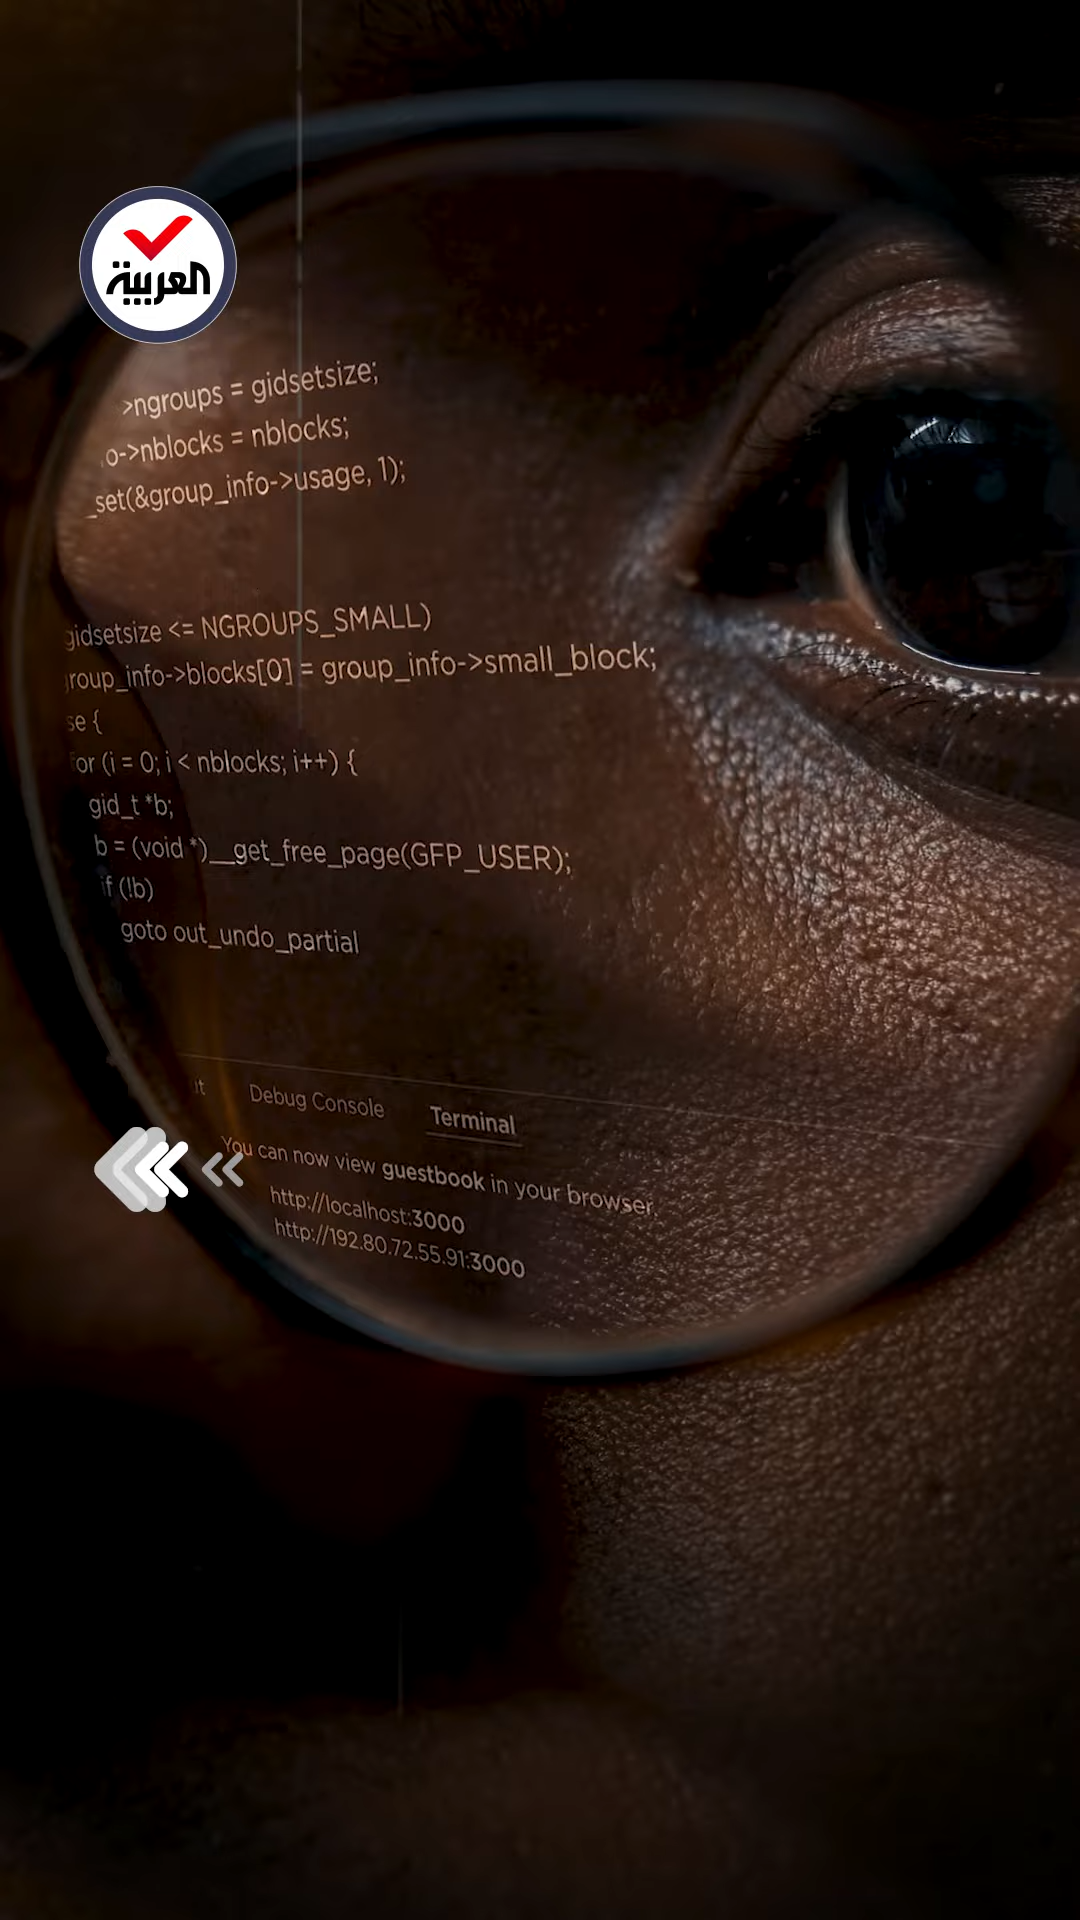 العربية
>ngroups = gidsetsize;
o->nblocks = nblocks;
_set(&group_info->usage, 1);
gidsetsize <= NGROUPS_SMALL)
roup_info->blocks[0] = group_info->small_block;
se {
or (i = 0; i < nblocks; i++) {
gid_t *b;
b = (void *)__get_free_page(GFP_USER);
if (!b)
goto out_undo_partial
ut Debug Console Terminal
You can now view guestbook in your browser.
http://localhost:3000
http://192.80.72.55.91:3000